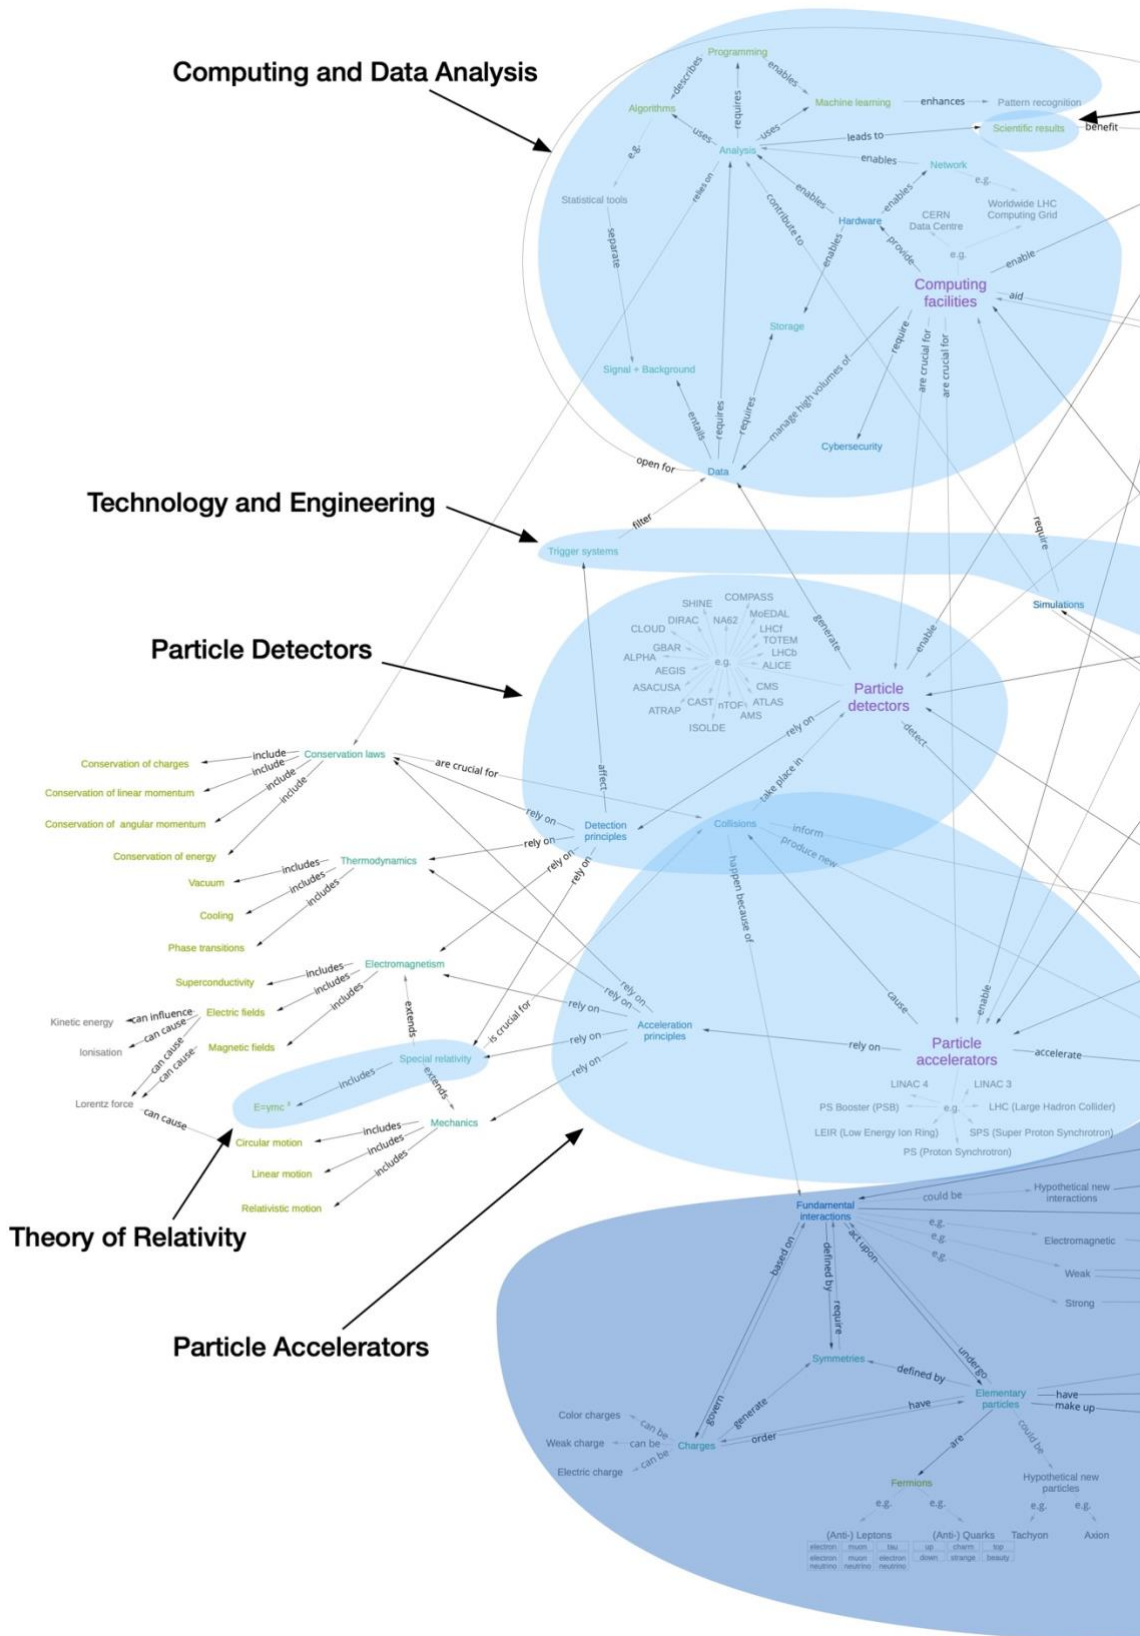 Computing and Data Analysis
Programming
describes
enables
requires
Algorithms
Machine learning
enhances
Pattern recognition
uses
uses
Scientific results
benefit
leads to
Analysis
e.g.
enables
Network
e.g.
relies on
Statistical tools
enables
enables
Worldwide LHC
Computing Grid
CERN
Data Centre
contribute to
Hardware
separate
enables
provide
e.g.
enable
Computing
facilities
aid
Storage
require
are crucial for
are crucial for
Signal + Background
manage high volumes of
entails
requires
requires
Cybersecurity
open for
Data
Technology and Engineering
filter
require
Trigger systems
Simulations
Particle Detectors
COMPASS
SHINE
MoEDAL
DIRAC
NA62
CLOUD
LHCf
TOTEM
GBAR
LHCb
ALPHA
e.g.
ALICE
AEGIS
ASACUSA
CMS
CAST
nTOF
ATLAS
ATRAP
AMS
ISOLDE
generate
enable
Particle
detectors
rely on
detect
Conservation laws
include
include
include
include
Conservation of charges
are crucial for
take place in
affect
Conservation of linear momentum
Conservation of  angular momentum
rely on
Detection
principles
Collisions
inform
produce new
rely on
Conservation of energy
Thermodynamics
rely on
rely on
includes
includes
includes
Vacuum
happen because of
Cooling
Phase transitions
Electromagnetism
includes
includes
includes
Superconductivity
rely on
rely on
Electric fields
can influence
Kinetic energy
can cause
extends
is crucial for
rely on
cause
enable
Acceleration
principles
Ionisation
Magnetic fields
can cause
can cause
rely on
rely on
rely on
Particle
accelerators
accelerate
Special relativity
includes
extends
Lorentz force
can cause
E=γmc²
LINAC 4
LINAC 3
PS Booster (PSB)
e.g.
LHC (Large Hadron Collider)
LEIR (Low Energy Ion Ring)
SPS (Super Proton Synchrotron)
PS (Proton Synchrotron)
Mechanics
includes
includes
includes
Circular motion
Linear motion
Relativistic motion
Theory of Relativity
Particle Accelerators
Fundamental
interactions
could be
Hypothetical new
interactions
e.g.
e.g.
e.g.
Electromagnetic
Weak
Strong
based on
defined by
act upon
require
Symmetries
undergo
defined by
govern
generate
Elementary
particles
have
make up
have
order
Color charges
can be
Weak charge
can be
Charges
Electric charge
can be
are
could be
Fermions
Hypothetical new
particles
e.g.
e.g.
e.g.
e.g.
(Anti-) Leptons
(Anti-) Quarks
Tachyon
Axion
electron muon tau
up charm top
electron
neutrino
muon
neutrino
electron
neutrino
down strange beauty